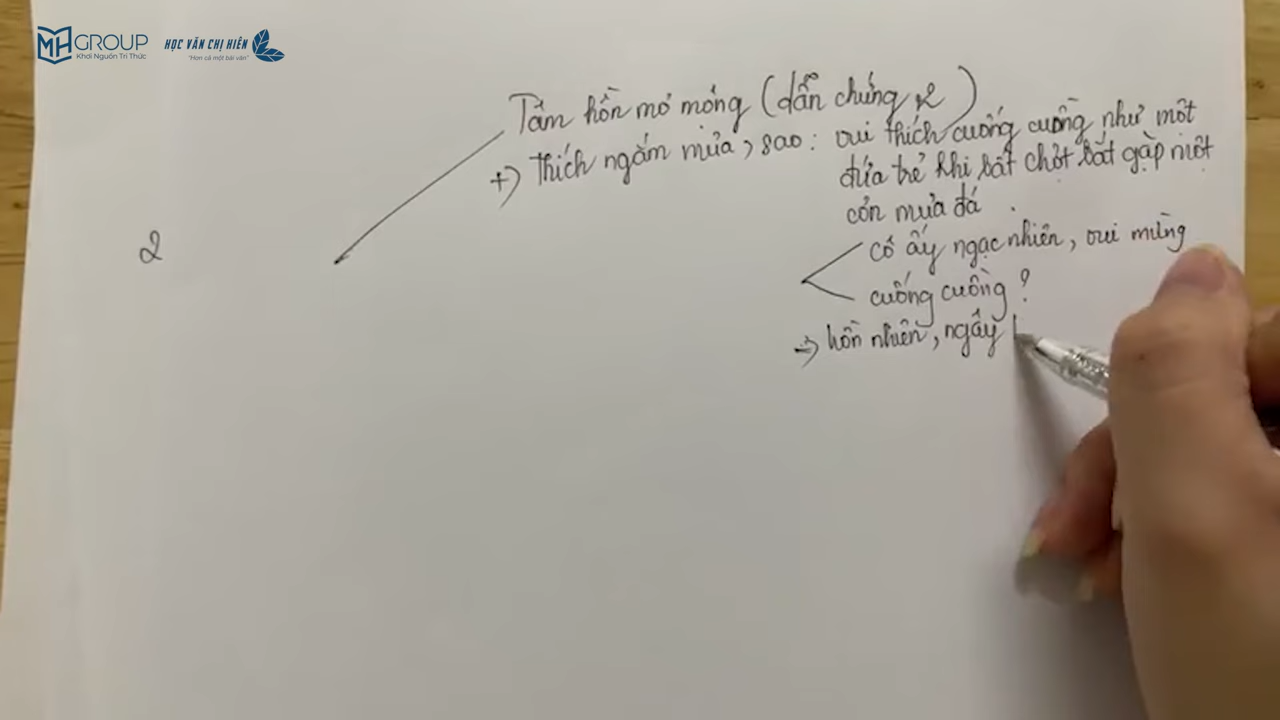 MH GROUP
Khơi Nguồn Tri Thức
HỌC VĂN CHỊ HIÊN
"Hơn cả một bài văn"
Tâm hồn mơ mộng (dẫn chứng 2)
+) thích ngắm mưa, sao: vui thích cuống cuồng như một
đứa trẻ khi bất chợt bắt gặp một
cơn mưa đá.
2
cô ấy ngạc nhiên, vui mừng
cuống cuồng?
=> hồn nhiên, ngây